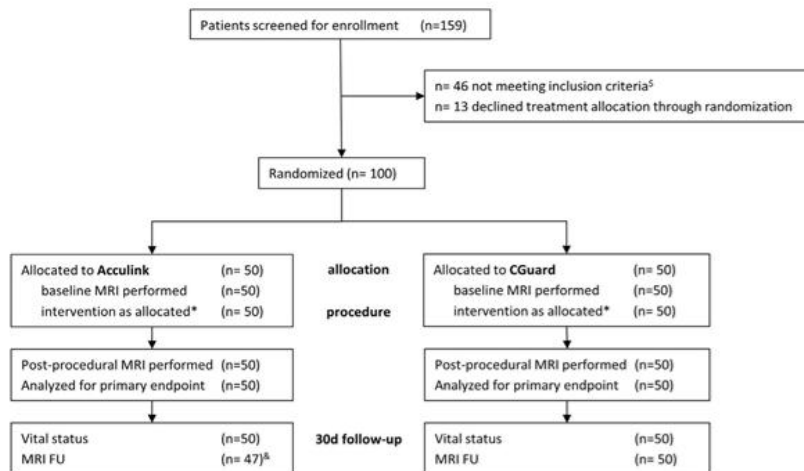 Patients screened for enrollment (n=159)
n= 46 not meeting inclusion criteria$
n= 13 declined treatment allocation through randomization
Randomized (n= 100)
Allocated to Acculink (n= 50)
baseline MRI performed (n=50)
intervention as allocated* (n= 50)
allocation
procedure
Allocated to CGuard (n= 50)
baseline MRI performed (n=50)
intervention as allocated* (n= 50)
Post-procedural MRI performed (n=50)
Analyzed for primary endpoint (n=50)
Post-procedural MRI performed (n=50)
Analyzed for primary endpoint (n=50)
Vital status (n=50)
MRI FU (n= 47)&
30d follow-up
Vital status (n=50)
MRI FU (n= 50)